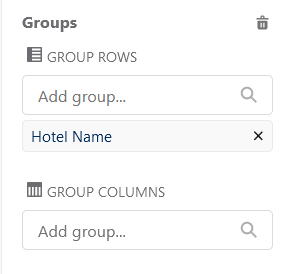 Groups
GROUP ROWS
Add group...
Hotel Name
GROUP COLUMNS
Add group...